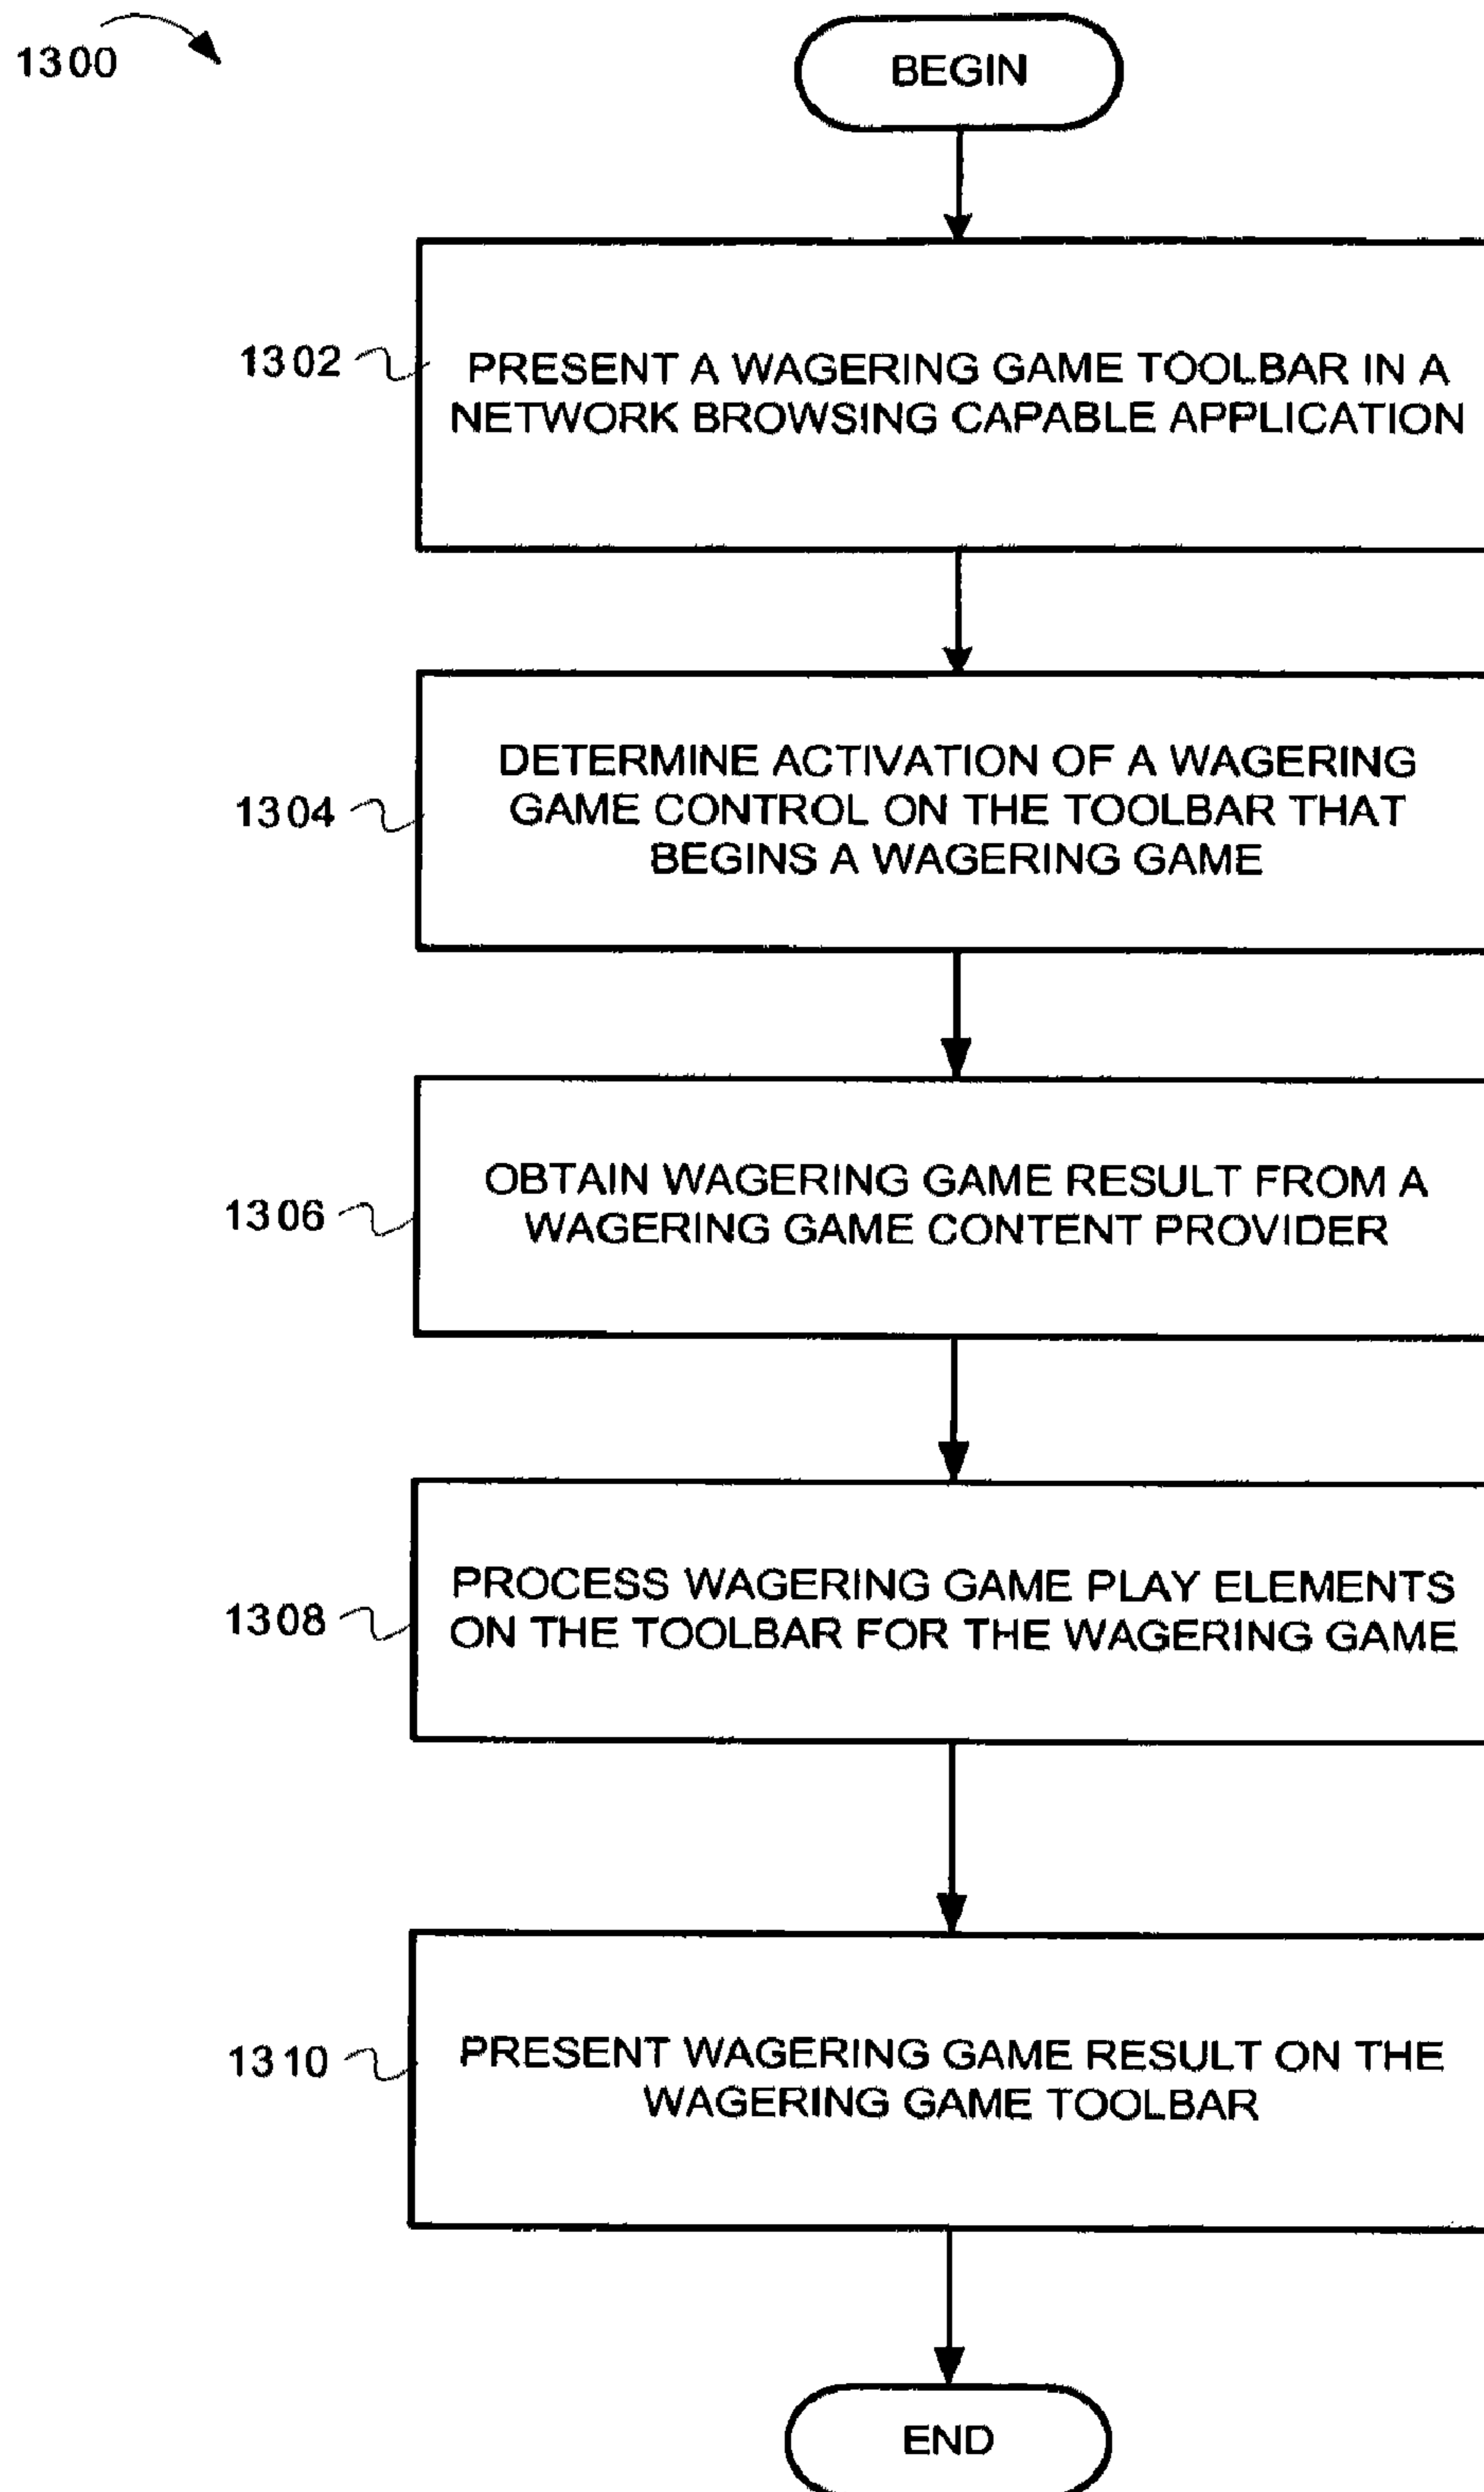 1300
BEGIN
1302
PRESENT A WAGERING GAME TOOLBAR IN A
NETWORK BROWSING CAPABLE APPLICATION
1304
DETERMINE ACTIVATION OF A WAGERING
GAME CONTROL ON THE TOOLBAR THAT
BEGINS A WAGERING GAME
1306
OBTAIN WAGERING GAME RESULT FROM A
WAGERING GAME CONTENT PROVIDER
1308
PROCESS WAGERING GAME PLAY ELEMENTS
ON THE TOOLBAR FOR THE WAGERING GAME
1310
PRESENT WAGERING GAME RESULT ON THE
WAGERING GAME TOOLBAR
END